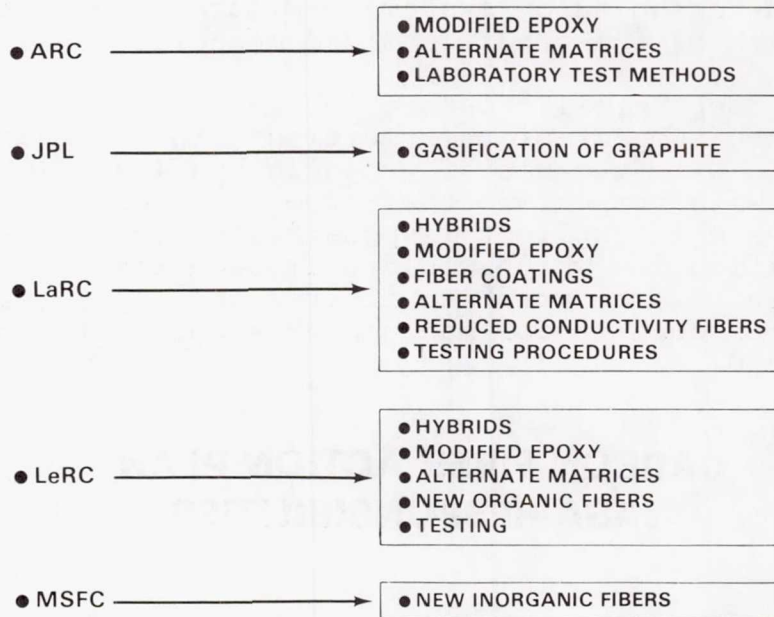 ● ARC
● MODIFIED EPOXY
● ALTERNATE MATRICES
● LABORATORY TEST METHODS
● JPL
● GASIFICATION OF GRAPHITE
● LaRC
● HYBRIDS
● MODIFIED EPOXY
● FIBER COATINGS
● ALTERNATE MATRICES
● REDUCED CONDUCTIVITY FIBERS
● TESTING PROCEDURES
● LeRC
● HYBRIDS
● MODIFIED EPOXY
● ALTERNATE MATRICES
● NEW ORGANIC FIBERS
● TESTING
● MSFC
● NEW INORGANIC FIBERS